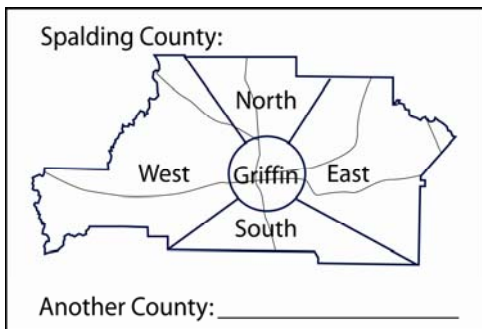 Spalding County:
North
West Griffin East
South
Another County: